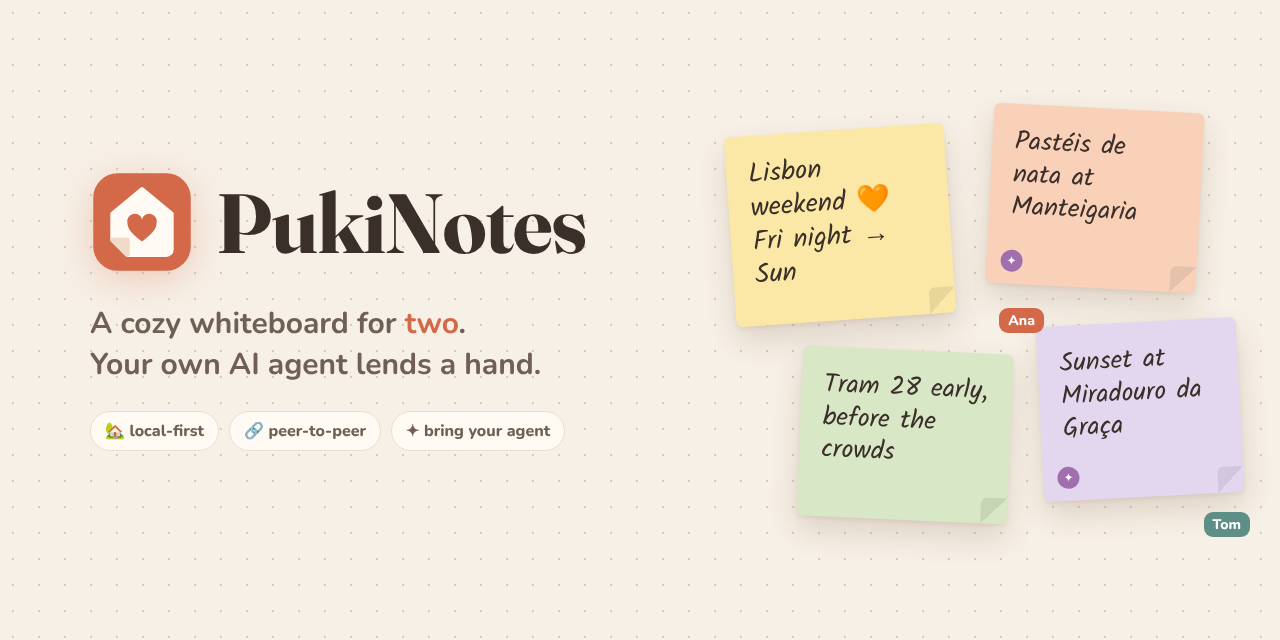 PukiNotes
A cozy whiteboard for two.
Your own AI agent lends a hand.
🏡 local-first
🔗 peer-to-peer
✦ bring your agent
Lisbon
weekend 🧡
Fri night →
Sun
Pastéis de
nata at
Manteigaria
Ana
Tram 28 early,
before the
crowds
Sunset at
Miradouro da
Graça
Tom